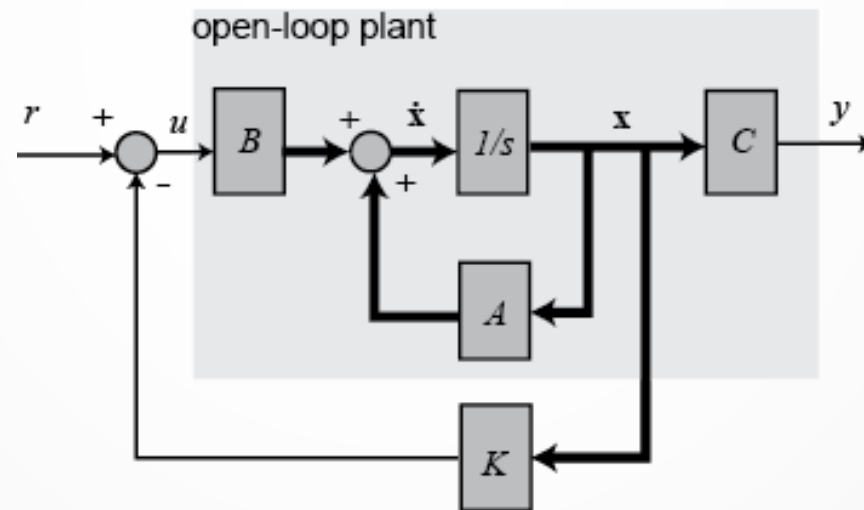 open-loop plant
r
+
u
-
B
+
+
ẋ
1/s
x
C
y
A
K